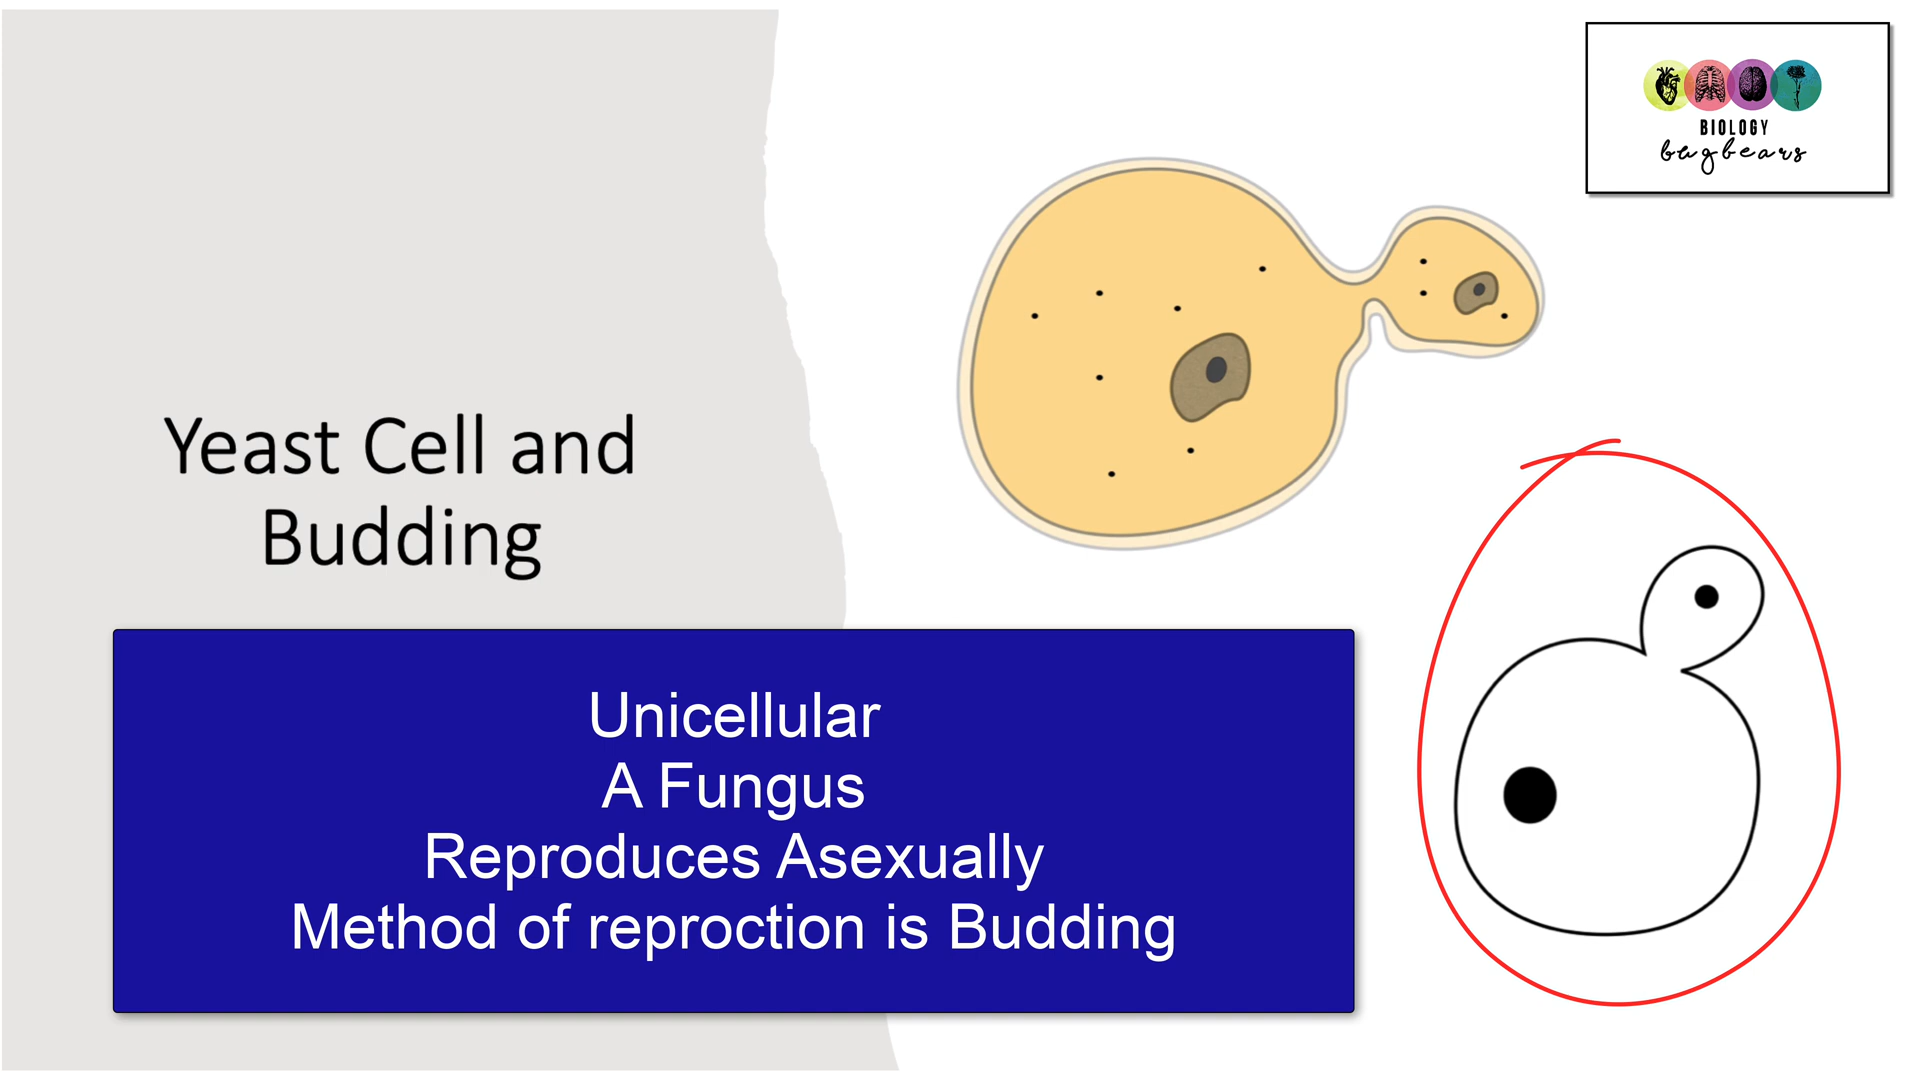 BIOLOGY
bugbears
Yeast Cell and
Budding
Unicellular
A Fungus
Reproduces Asexually
Method of reproction is Budding